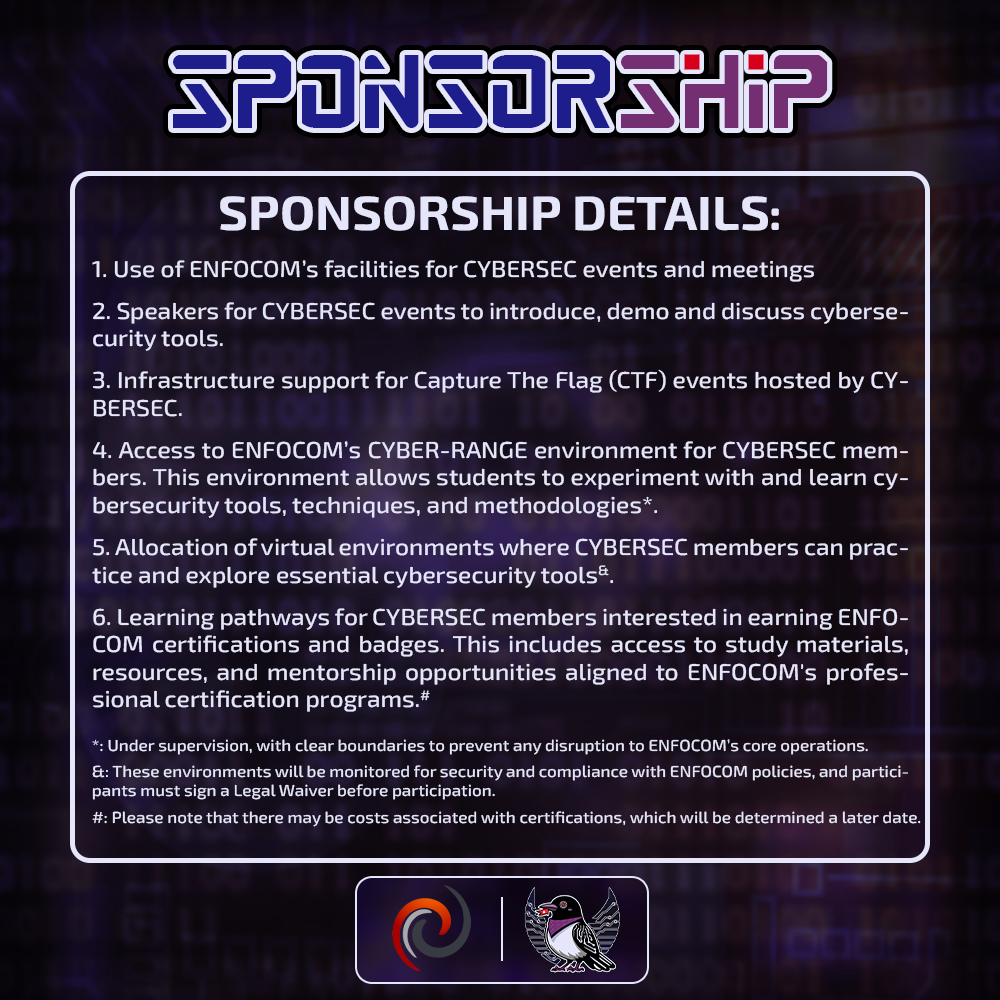 SPONSORSHIP
SPONSORSHIP DETAILS:
1. Use of ENFOCOM’s facilities for CYBERSEC events and meetings
2. Speakers for CYBERSEC events to introduce, demo and discuss cyberse-
curity tools.
3. Infrastructure support for Capture The Flag (CTF) events hosted by CY-
BERSEC.
4. Access to ENFOCOM’s CYBER-RANGE environment for CYBERSEC mem-
bers. This environment allows students to experiment with and learn cy-
bersecurity tools, techniques, and methodologies*.
5. Allocation of virtual environments where CYBERSEC members can prac-
tice and explore essential cybersecurity tools&.
6. Learning pathways for CYBERSEC members interested in earning ENFO-
COM certifications and badges. This includes access to study materials,
resources, and mentorship opportunities aligned to ENFOCOM's profes-
sional certification programs.#
*: Under supervision, with clear boundaries to prevent any disruption to ENFOCOM’s core operations.
&: These environments will be monitored for security and compliance with ENFOCOM policies, and partici-
pants must sign a Legal Waiver before participation.
#: Please note that there may be costs associated with certifications, which will be determined a later date.